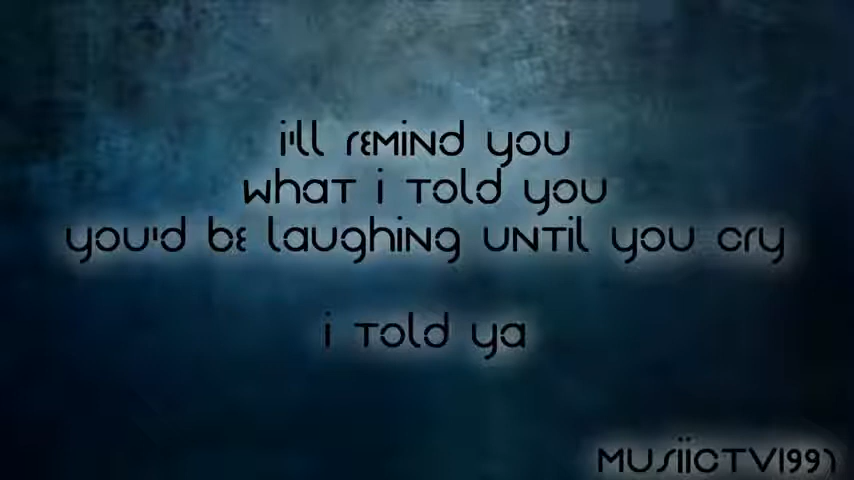 i'll remind you
what i told you
you'd be laughing until you cry
i told ya
MUSiiCTV1997